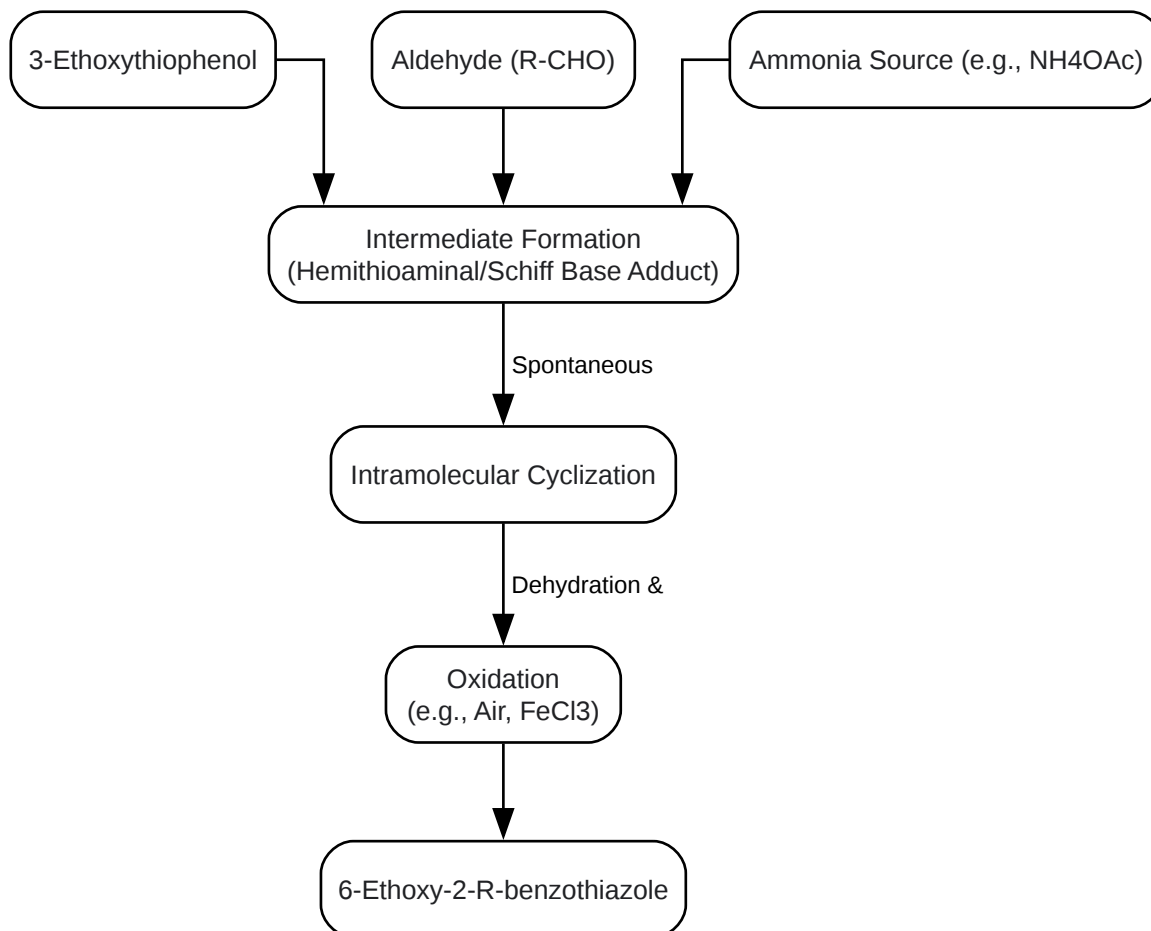 3-Ethoxythiophenol
Aldehyde (R-CHO)
Ammonia Source (e.g., NH4OAc)
Intermediate Formation
(Hemithioaminal/Schiff Base Adduct)
Spontaneous
Intramolecular Cyclization
Dehydration &
Oxidation
(e.g., Air, FeCl3)
6-Ethoxy-2-R-benzothiazole